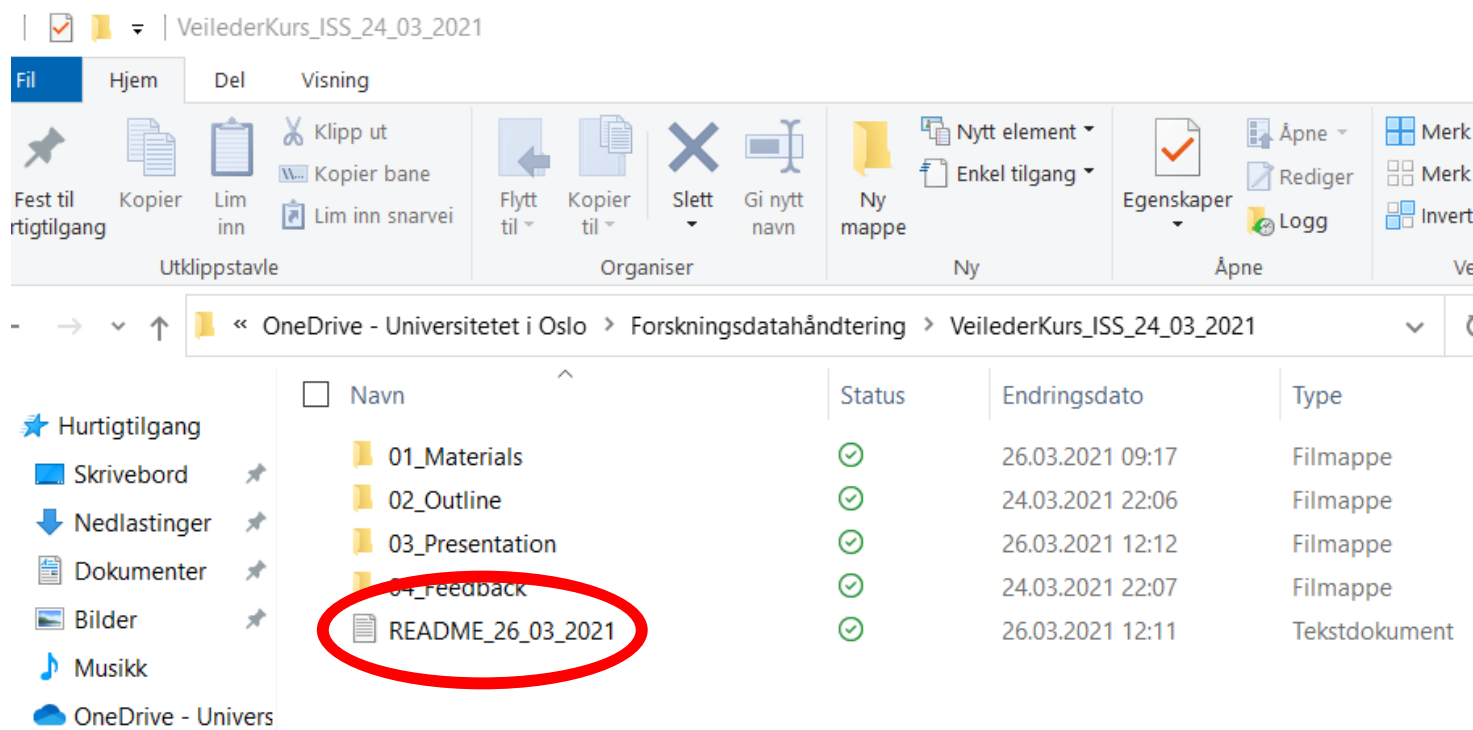 VeilederKurs_ISS_24_03_2021
Fil Hjem Del Visning
Fest til
rtigtilgang
Kopier
Lim
inn
Klipp ut
Kopier bane
Lim inn snarvei
Utklippstavle
Flytt
til
Kopier
til
Slett
Gi nytt
navn
Organiser
Ny
mappe
Nytt element
Enkel tilgang
Ny
Egenskaper
Åpne
Rediger
Logg
Åpne
Merk
Merk
Invert
Ve
« OneDrive - Universitetet i Oslo > Forskningsdatahåndtering > VeilederKurs_ISS_24_03_2021
Hurtigtilgang
Skrivebord
Nedlastinger
Dokumenter
Bilder
Musikk
OneDrive - Univers
Navn Status Endringsdato Type
01_Materials 26.03.2021 09:17 Filmappe
02_Outline 24.03.2021 22:06 Filmappe
03_Presentation 26.03.2021 12:12 Filmappe
04_Feedback 24.03.2021 22:07 Filmappe
README_26_03_2021 26.03.2021 12:11 Tekstdokument